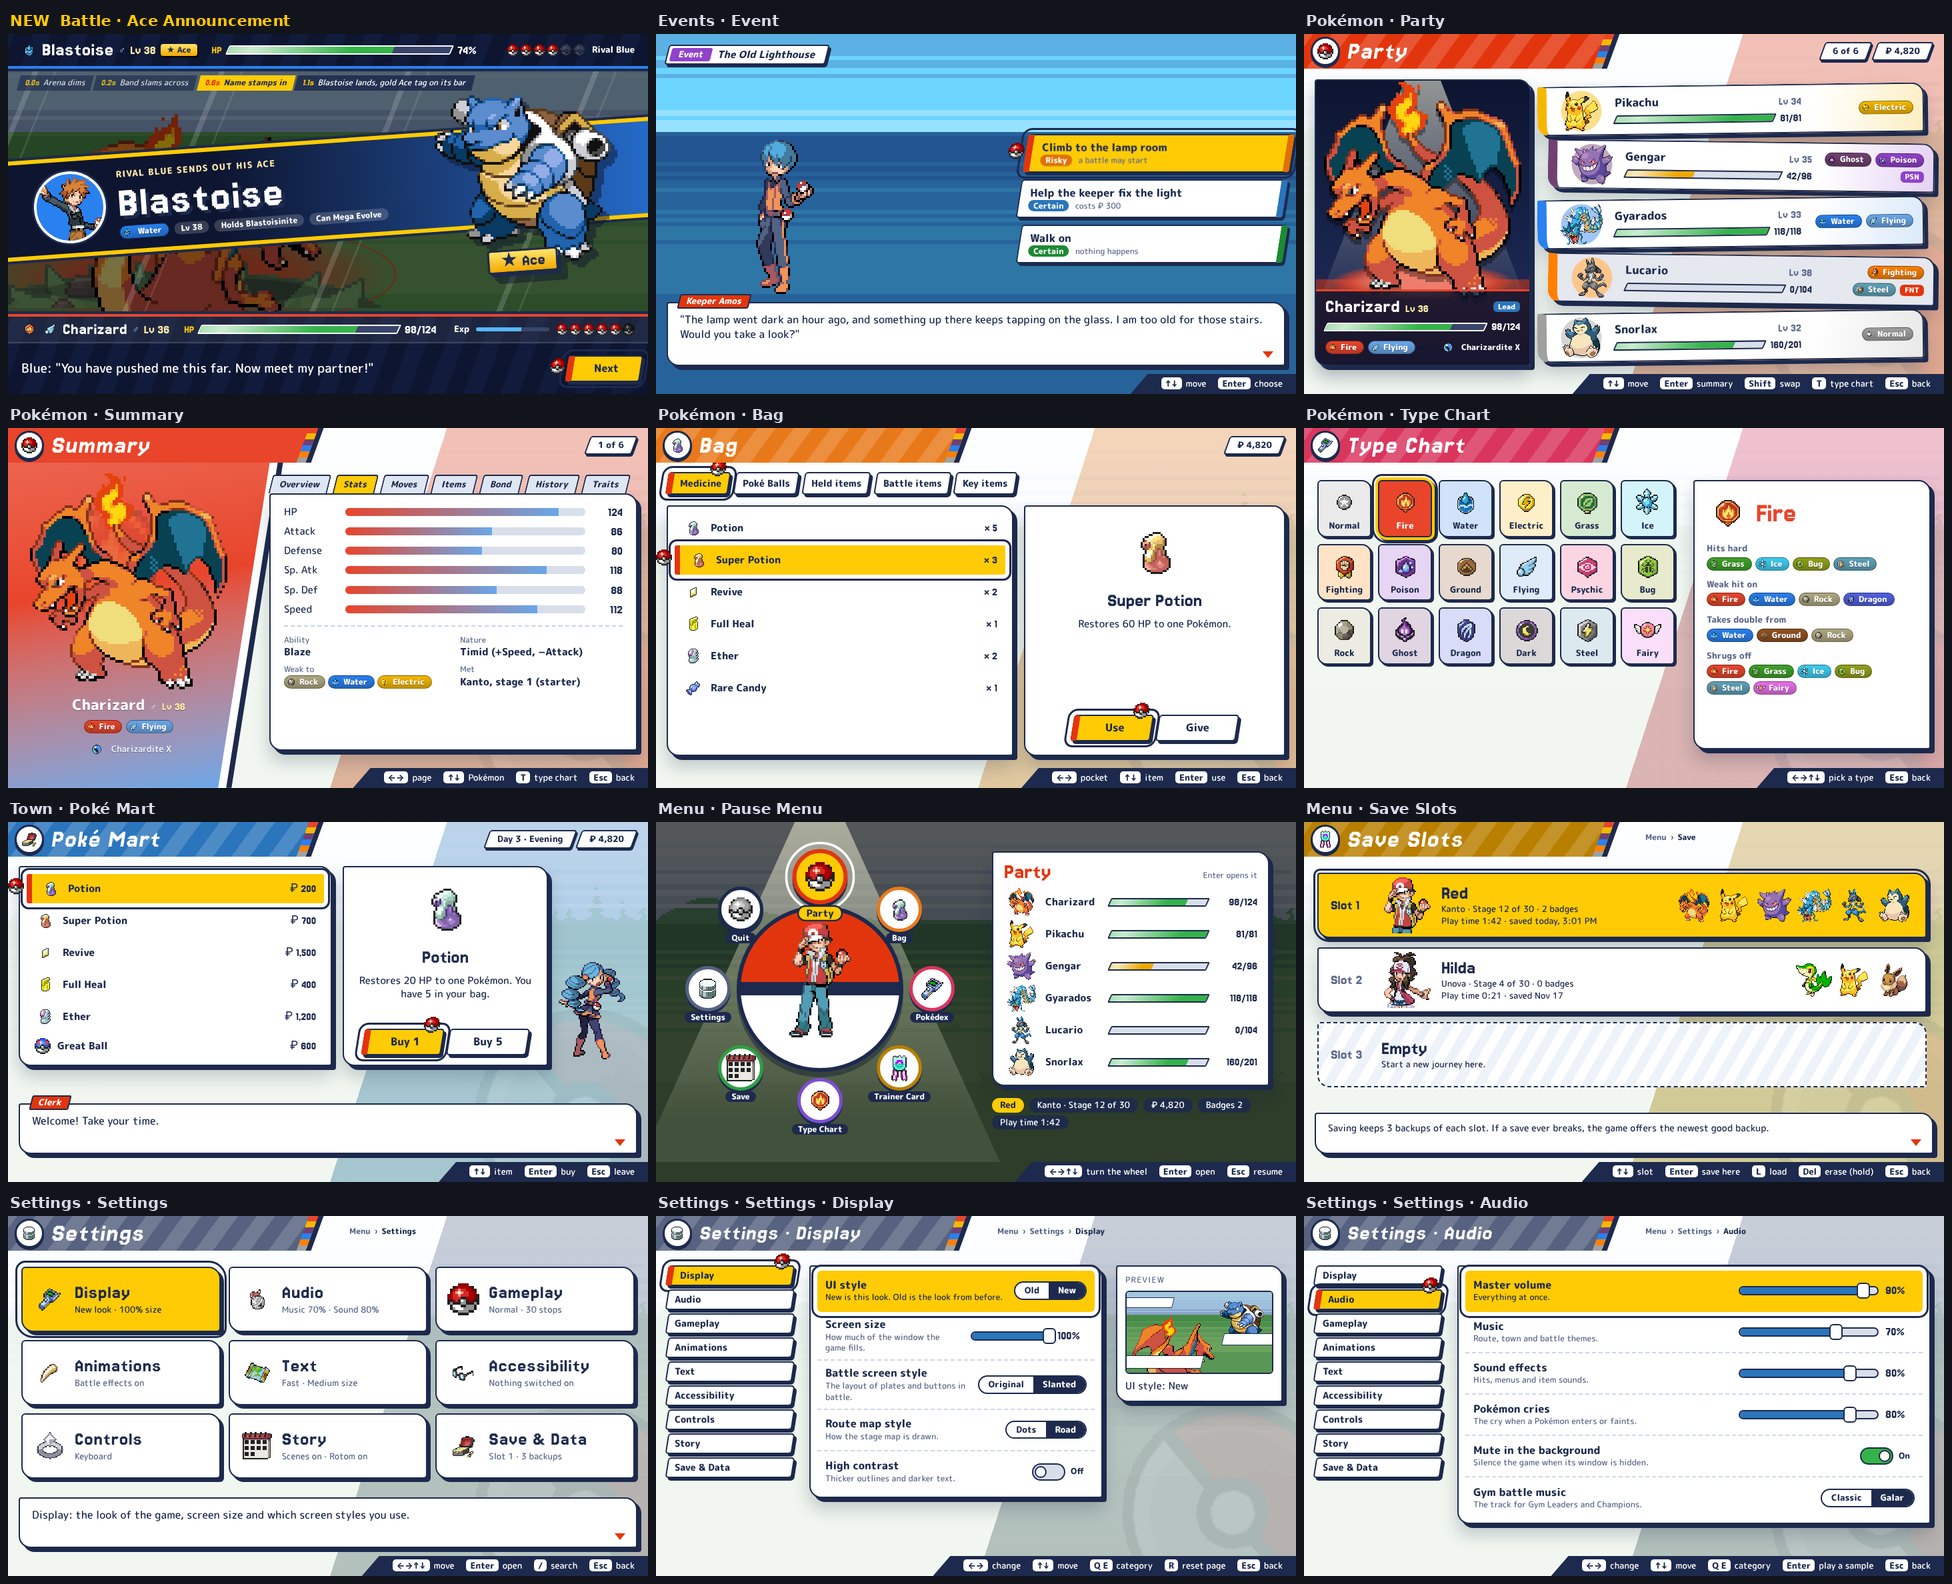 NEW Battle · Ace Announcement
Blastoise ♂ Lv 38 ★ Ace HP 74% Rival Blue
0.0s Arena dims 0.2s Band slams across 0.8s Name stamps in 1.1s Blastoise lands, gold Ace tag on its bar
RIVAL BLUE SENDS OUT HIS ACE
Blastoise
Water Lv 38 Holds Blastoisinite Can Mega Evolve
★ Ace
Charizard ♂ Lv 36 HP 98/124 Exp
Blue: "You have pushed me this far. Now meet my partner!"
Next
Events · Event
Event The Old Lighthouse
Climb to the lamp room
Risky a battle may start
Help the keeper fix the light
Certain costs ₽ 300
Walk on
Certain nothing happens
Keeper Amos
"The lamp went dark an hour ago, and something up there keeps tapping on the glass. I am too old for those stairs.
Would you take a look?"
↑↓ move Enter choose
Pokémon · Party
Party
6 of 6 ₽ 4,820
Charizard Lv 36 Lead
98/124
Fire Flying Charizardite X
Pikachu Lv 34 Electric
81/81
Gengar Lv 35 Ghost Poison
42/96 PSN
Gyarados Lv 33 Water Flying
118/118
Lucario Lv 36 Fighting
0/104 Steel FNT
Snorlax Lv 32 Normal
160/201
↑↓ move Enter summary Shift swap T type chart Esc back
Pokémon · Summary
Summary
1 of 6
Charizard ♂ Lv 36
Fire Flying
Charizardite X
Overview Stats Moves Items Bond History Traits
HP 124
Attack 86
Defense 80
Sp. Atk 118
Sp. Def 88
Speed 112
Ability Nature
Blaze Timid (+Speed, −Attack)
Weak to Met
Rock Water Electric Kanto, stage 1 (starter)
←→ page ↑↓ Pokémon T type chart Esc back
Pokémon · Bag
Bag
₽ 4,820
Medicine Poké Balls Held items Battle items Key items
Potion × 5
Super Potion × 3
Revive × 2
Full Heal × 1
Ether × 2
Rare Candy × 1
Super Potion
Restores 60 HP to one Pokémon.
Use Give
←→ pocket ↑↓ item Enter use Esc back
Pokémon · Type Chart
Type Chart
Normal Fire Water Electric Grass Ice
Fighting Poison Ground Flying Psychic Bug
Rock Ghost Dragon Dark Steel Fairy
Fire
Hits hard
Grass Ice Bug Steel
Weak hit on
Fire Water Rock Dragon
Takes double from
Water Ground Rock
Shrugs off
Fire Grass Ice Bug
Steel Fairy
←→↑↓ pick a type Esc back
Town · Poké Mart
Poké Mart
Day 3 · Evening ₽ 4,820
Potion ₽ 200
Super Potion ₽ 700
Revive ₽ 1,500
Full Heal ₽ 400
Ether ₽ 1,200
Great Ball ₽ 600
Potion
Restores 20 HP to one Pokémon. You
have 5 in your bag.
Buy 1 Buy 5
Clerk
Welcome! Take your time.
↑↓ item Enter buy Esc leave
Menu · Pause Menu
Party
Quit
Bag
Settings
Pokédex
Save
Trainer Card
Type Chart
Party Enter opens it
Charizard 98/124
Pikachu 81/81
Gengar 42/96
Gyarados 118/118
Lucario 0/104
Snorlax 160/201
Red Kanto · Stage 12 of 30 ₽ 4,820 Badges 2
Play time 1:42
←→↑↓ turn the wheel Enter open Esc resume
Menu · Save Slots
Save Slots
Menu › Save
Slot 1
Red
Kanto · Stage 12 of 30 · 2 badges
Play time 1:42 · saved today, 3:01 PM
Slot 2
Hilda
Unova · Stage 4 of 30 · 0 badges
Play time 0:21 · saved Nov 17
Slot 3
Empty
Start a new journey here.
Saving keeps 3 backups of each slot. If a save ever breaks, the game offers the newest good backup.
↑↓ slot Enter save here L load Del erase (hold) Esc back
Settings · Settings
Settings
Menu › Settings
Display
New look · 100% size
Audio
Music 70% · Sound 80%
Gameplay
Normal · 30 stops
Animations
Battle effects on
Text
Fast · Medium size
Accessibility
Nothing switched on
Controls
Keyboard
Story
Scenes on · Rotom on
Save & Data
Slot 1 · 3 backups
Display: the look of the game, screen size and which screen styles you use.
←→↑↓ move Enter open / search Esc back
Settings · Settings · Display
Settings · Display
Menu › Settings › Display
Display
Audio
Gameplay
Animations
Text
Accessibility
Controls
Story
Save & Data
UI style
New is this look. Old is the look from before.
Old New
Screen size
How much of the window the
game fills.
100%
Battle screen style
The layout of plates and buttons in
battle.
Original Slanted
Route map style
How the stage map is drawn.
Dots Road
High contrast
Thicker outlines and darker text.
Off
PREVIEW
UI style: New
←→ change ↑↓ move Q E category R reset page Esc back
Settings · Settings · Audio
Settings · Audio
Menu › Settings › Audio
Display
Audio
Gameplay
Animations
Text
Accessibility
Controls
Story
Save & Data
Master volume
Everything at once.
90%
Music
Route, town and battle themes.
70%
Sound effects
Hits, menus and item sounds.
80%
Pokémon cries
The cry when a Pokémon enters or faints.
80%
Mute in the background
Silence the game when its window is hidden.
On
Gym battle music
The track for Gym Leaders and Champions.
Classic Galar
←→ change ↑↓ move Q E category Enter play a sample Esc back